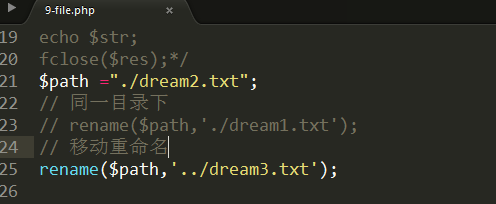 9-file.php ×
19 echo $str;
20 fclose($res);*/
21 $path ="./dream2.txt";
22 // 同一目录下
23 // rename($path,'./dream1.txt');
24 // 移动重命名
25 rename($path,'../dream3.txt');
26